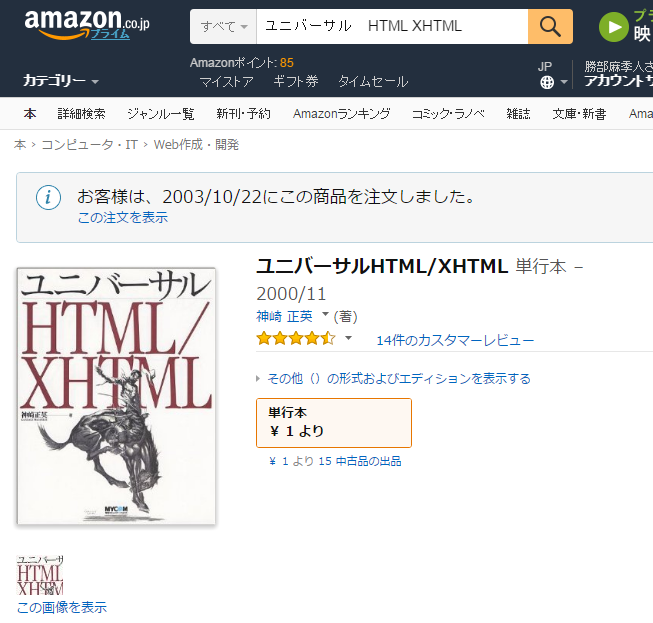 amazon.co.jp
プライム
すべて
ユニバーサル HTML XHTML
プラ
映
Amazonポイント: 85
カテゴリー
マイストア ギフト券 タイムセール
JP
勝部麻季人さ
アカウントサ
本 詳細検索 ジャンル一覧 新刊・予約 Amazonランキング コミック・ラノベ 雑誌 文庫・新書 Ama
本 › コンピュータ・IT › Web作成・開発
i
お客様は、2003/10/22にこの商品を注文しました。
この注文を表示
ユニバーサルHTML/XHTML 単行本 –
2000/11
神崎 正英 (著)
14件のカスタマーレビュー
その他（）の形式およびエディションを表示する
単行本
￥ 1 より
￥ 1 より 15 中古品の出品
ユニバーサル
HTML/
XHTML
神崎正英
MYCOM
ユニバーサ
HTML
XHTM
この画像を表示